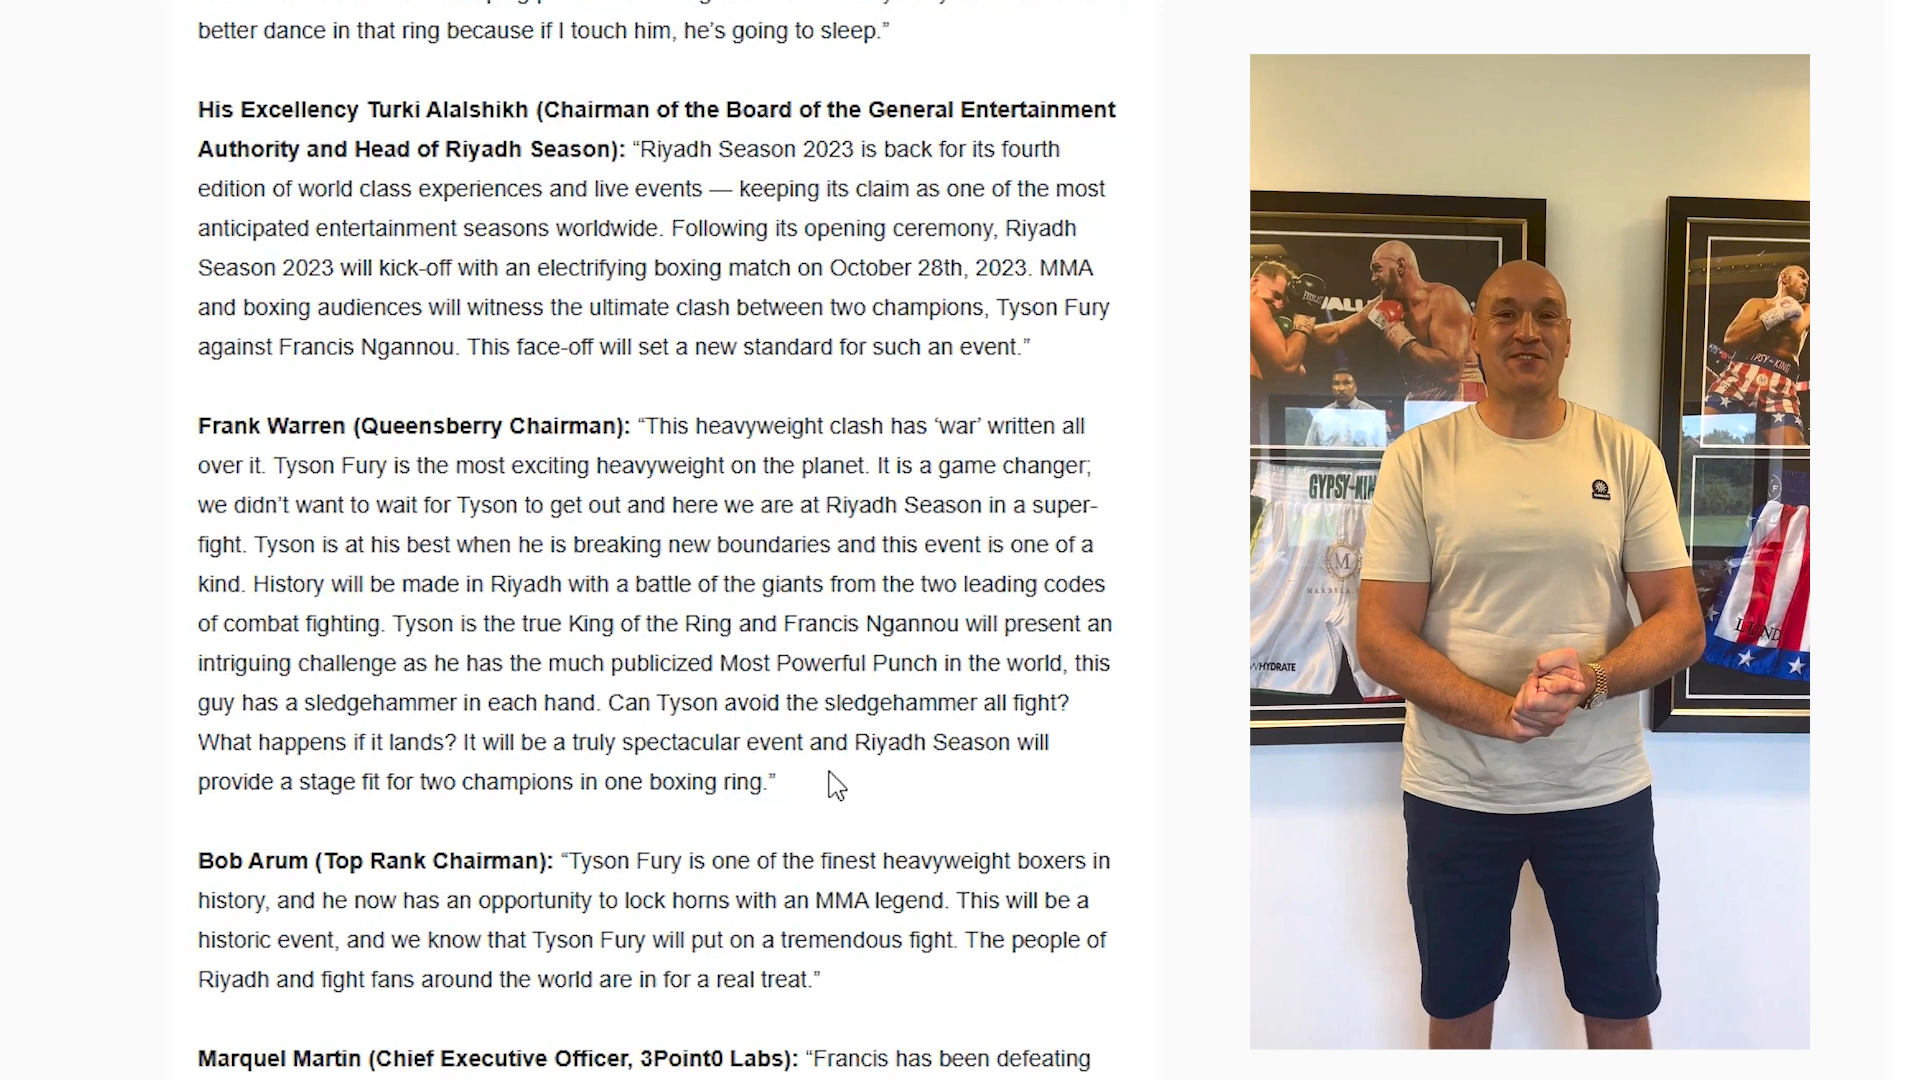 better dance in that ring because if I touch him, he’s going to sleep.”
His Excellency Turki Alalshikh (Chairman of the Board of the General Entertainment
Authority and Head of Riyadh Season): “Riyadh Season 2023 is back for its fourth
edition of world class experiences and live events — keeping its claim as one of the most
anticipated entertainment seasons worldwide. Following its opening ceremony, Riyadh
Season 2023 will kick-off with an electrifying boxing match on October 28th, 2023. MMA
and boxing audiences will witness the ultimate clash between two champions, Tyson Fury
against Francis Ngannou. This face-off will set a new standard for such an event.”
Frank Warren (Queensberry Chairman): “This heavyweight clash has ‘war’ written all
over it. Tyson Fury is the most exciting heavyweight on the planet. It is a game changer;
we didn’t want to wait for Tyson to get out and here we are at Riyadh Season in a super-
fight. Tyson is at his best when he is breaking new boundaries and this event is one of a
kind. History will be made in Riyadh with a battle of the giants from the two leading codes
of combat fighting. Tyson is the true King of the Ring and Francis Ngannou will present an
intriguing challenge as he has the much publicized Most Powerful Punch in the world, this
guy has a sledgehammer in each hand. Can Tyson avoid the sledgehammer all fight?
What happens if it lands? It will be a truly spectacular event and Riyadh Season will
provide a stage fit for two champions in one boxing ring.”
Bob Arum (Top Rank Chairman): “Tyson Fury is one of the finest heavyweight boxers in
history, and he now has an opportunity to lock horns with an MMA legend. This will be a
historic event, and we know that Tyson Fury will put on a tremendous fight. The people of
Riyadh and fight fans around the world are in for a real treat.”
Marquel Martin (Chief Executive Officer, 3Point0 Labs): “Francis has been defeating
GYPSY-KIN
M
HYDRATE
GYPSY-KING